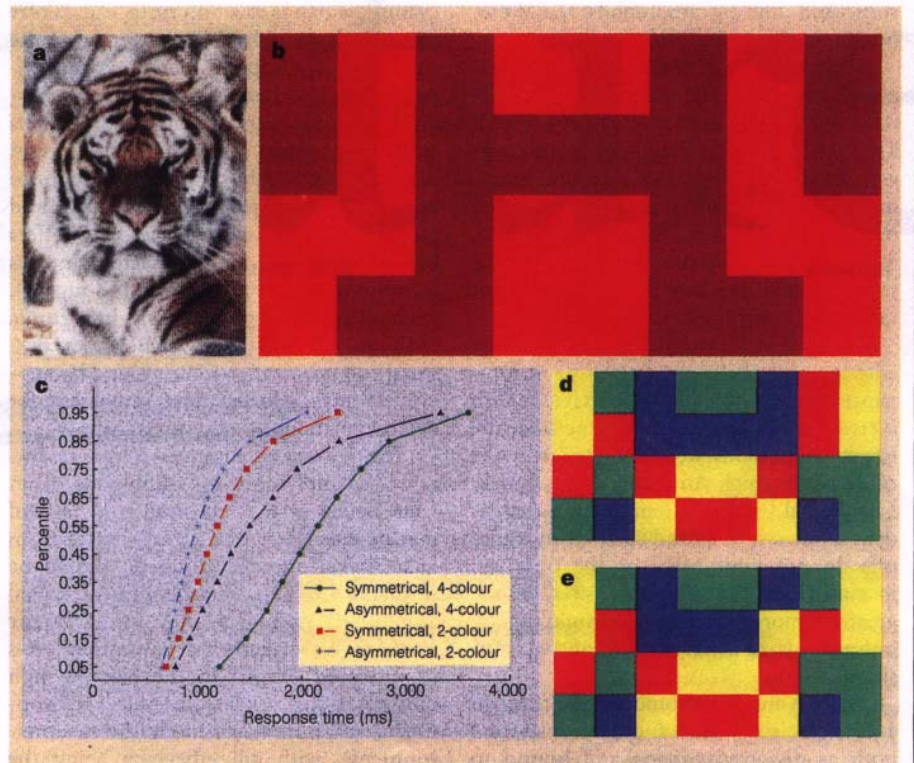 a
b
c
0.95
0.85
0.75
0.65
0.55
0.45
0.35
0.25
0.15
0.05
Percentile
0
1,000
2,000
3,000
4,000
Response time (ms)
Symmetrical, 4-colour
Asymmetrical, 4-colour
Symmetrical, 2-colour
Asymmetrical, 2-colour
d
e